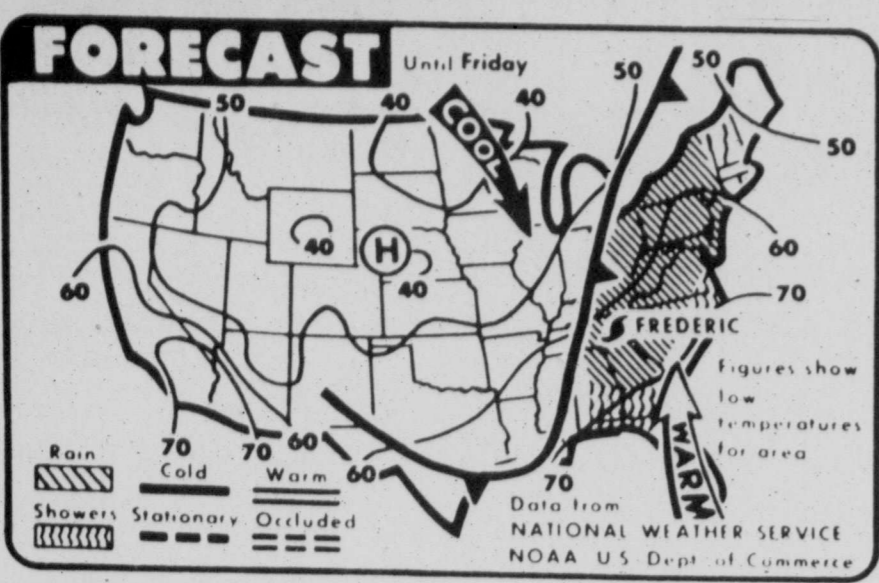 FORECAST
Until Friday
50
40
COOL
40
50
50
50
40
H
40
60
60
70
FREDERIC
Figures show
low
temperatures
for area
WARM
70
70
60
60
70
Rain
Cold
Warm
Showers
Stationary
Occluded
Data from
NATIONAL WEATHER SERVICE
NOAA U S Dept of Commerce